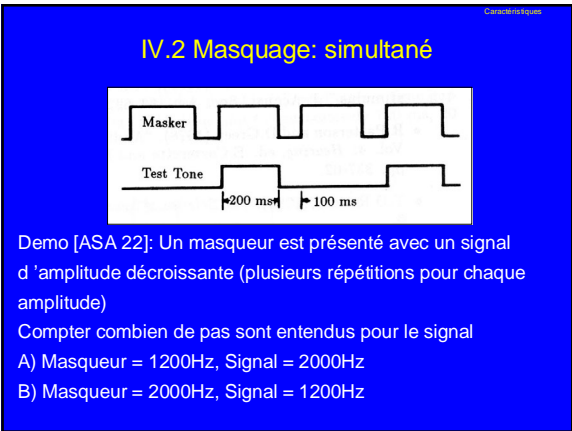 Caractéristiques
IV.2 Masquage: simultané
Masker
Test Tone
200 ms
100 ms
Demo [ASA 22]: Un masqueur est présenté avec un signal
d ’amplitude décroissante (plusieurs répétitions pour chaque
amplitude)
Compter combien de pas sont entendus pour le signal
A) Masqueur = 1200Hz, Signal = 2000Hz
B) Masqueur = 2000Hz, Signal = 1200Hz